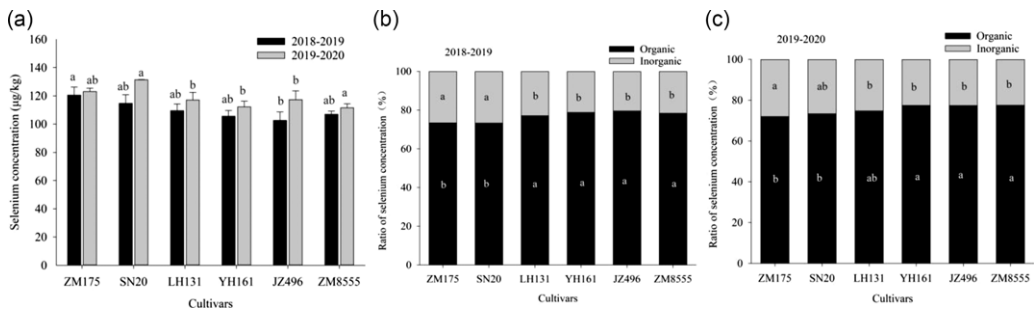 (a)
160
140
120
100
80
60
40
20
0
Selenium concentration (μg/kg)
2018-2019
2019-2020
a ab
ab a
ab b
ab b
b b
ab a
ZM175 SN20 LH131 YH161 JZ496 ZM8555
Cultivars
(b)
2018-2019
Organic
Inorganic
100
80
60
40
20
0
Ratio of selenium concentration (%)
a a b b b b
b b a a a a
ZM175 SN20 LH131 YH161 JZ496 ZM8555
Cultivars
(c)
2019-2020
Organic
Inorganic
100
80
60
40
20
0
Ratio of selenium concentration (%)
a ab b b b b
b b ab a a a
ZM175 SN20 LH131 YH161 JZ496 ZM8555
Cultivars